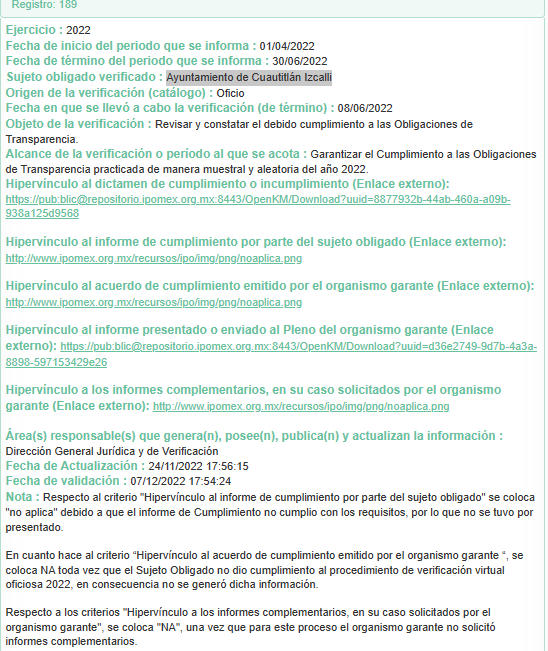 Registro: 189
Ejercicio : 2022
Fecha de inicio del periodo que se informa : 01/04/2022
Fecha de término del periodo que se informa : 30/06/2022
Sujeto obligado verificado : Ayuntamiento de Cuautitlán Izcalli
Origen de la verificación (catálogo) : Oficio
Fecha en que se llevó a cabo la verificación (de término) : 08/06/2022
Objeto de la verificación : Revisar y constatar el debido cumplimiento a las Obligaciones de
Transparencia.
Alcance de la verificación o período al que se acota : Garantizar el Cumplimiento a las Obligaciones
de Transparencia practicada de manera muestral y aleatoria del año 2022.
Hipervínculo al dictamen de cumplimiento o incumplimiento (Enlace externo):
https://pub:blic@repositorio.ipomex.org.mx:8443/OpenKM/Download?uuid=8877932b-44ab-460a-a09b-
938a125d9568
Hipervínculo al informe de cumplimiento por parte del sujeto obligado (Enlace externo):
http://www.ipomex.org.mx/recursos/ipo/img/png/noaplica.png
Hipervínculo al acuerdo de cumplimiento emitido por el organismo garante (Enlace externo):
http://www.ipomex.org.mx/recursos/ipo/img/png/noaplica.png
Hipervínculo al informe presentado o enviado al Pleno del organismo garante (Enlace
externo): https://pub:blic@repositorio.ipomex.org.mx:8443/OpenKM/Download?uuid=d36e2749-9d7b-4a3a-
8898-597153429e26
Hipervínculo a los informes complementarios, en su caso solicitados por el organismo
garante (Enlace externo): http://www.ipomex.org.mx/recursos/ipo/img/png/noaplica.png
Área(s) responsable(s) que genera(n), posee(n), publica(n) y actualizan la información :
Dirección General Jurídica y de Verificación
Fecha de Actualización : 24/11/2022 17:56:15
Fecha de validación : 07/12/2022 17:54:24
Nota : Respecto al criterio "Hipervínculo al informe de cumplimiento por parte del sujeto obligado" se coloca
"no aplica" debido a que el informe de Cumplimiento no cumplio con los requisitos, por lo que no se tuvo por
presentado.
En cuanto hace al criterio “Hipervínculo al acuerdo de cumplimiento emitido por el organismo garante “, se
coloca NA toda vez que el Sujeto Obligado no dio cumplimiento al procedimiento de verificación virtual
oficiosa 2022, en consecuencia no se generó dicha información.
Respecto a los criterios "Hipervínculo a los informes complementarios, en su caso solicitados por el
organismo garante", se coloca "NA", una vez que para este proceso el organismo garante no solicitó
informes complementarios.